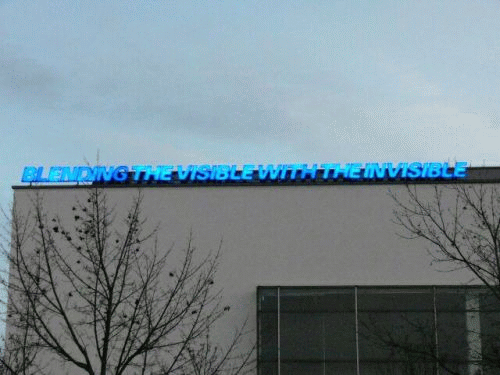 BLENDING THE VISIBLE WITH THE INVISIBLE